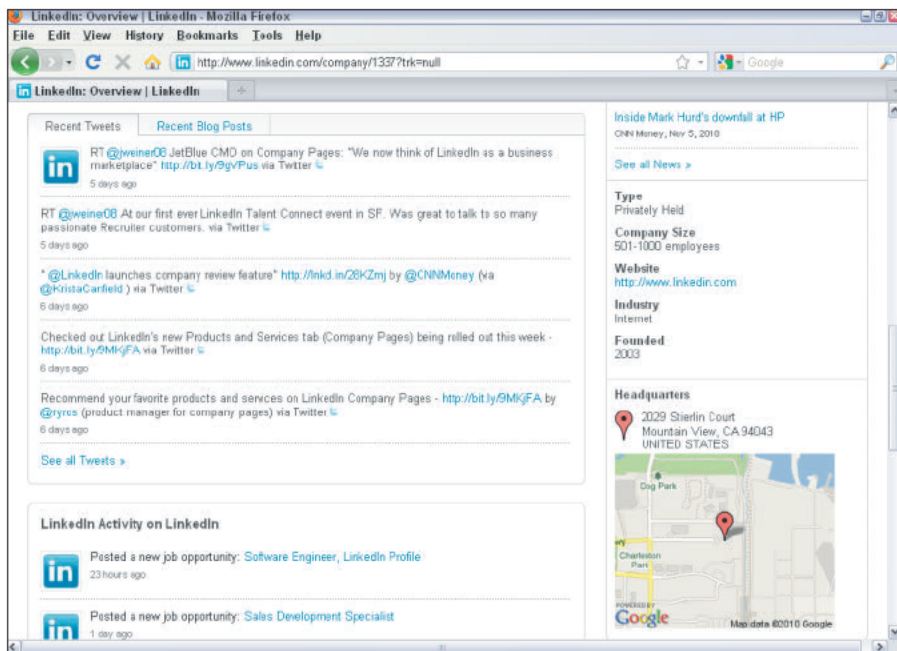 LinkedIn: Overview | LinkedIn - Mozilla Firefox
File Edit View History Bookmarks Tools Help
http://www.linkedin.com/company/1337?trk=null
Google
LinkedIn: Overview | LinkedIn
Recent Tweets Recent Blog Posts
RT @jweiner08 JetBlue CMO on Company Pages: "We now think of LinkedIn as a business
marketplace" http://bit.ly/9gVPus via Twitter
5 days ago
RT @jweiner08 At our first ever LinkedIn Talent Connect event in SF. Was great to talk to so many
passionate Recruiter customers. via Twitter
5 days ago
" @LinkedIn launches company review feature" http://lnkd.in/26KZmj by @CNNMoney (via
@KristaCanfield ) via Twitter
6 days ago
Checked out LinkedIn's new Products and Services tab (Company Pages) being rolled out this week -
http://bit.ly/9MKjFA via Twitter
6 days ago
Recommend your favorite products and services on LinkedIn Company Pages - http://bit.ly/9MKjFA by
@ryros (product manager for company pages) via Twitter
6 days ago
See all Tweets »
LinkedIn Activity on LinkedIn
in
Posted a new job opportunity: Software Engineer, LinkedIn Profile
23 hours ago
in
Posted a new job opportunity: Sales Development Specialist
1 day ago
Inside Mark Hurd's downfall at HP
CNN Money, Nov 5, 2010
See all News »
Type
Privately Held
Company Size
501-1000 employees
Website
http://www.linkedin.com
Industry
Internet
Founded
2003
Headquarters
2029 Stierlin Court
Mountain View, CA 94043
UNITED STATES
Dog Park
Charleston
Park
POWERED BY
Google
Map data ©2010 Google